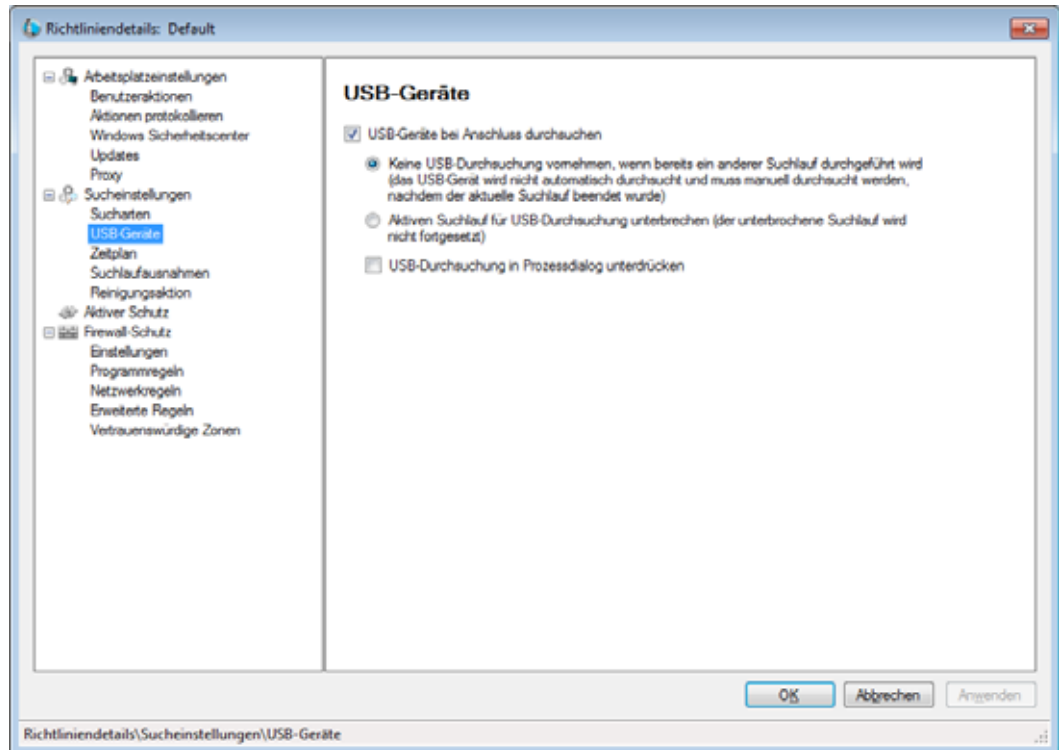 Richtliniendetails: Default
Arbeitsplatzeinstellungen
Benutzeraktionen
Aktionen protokollieren
Windows Sicherheitscenter
Updates
Proxy
Sucheinstellungen
Sucharten
USB-Geräte
Zeitplan
Suchlaufausnahmen
Reinigungsaktion
Aktiver Schutz
Firewall-Schutz
Einstellungen
Programmregeln
Netzwerkregeln
Erweiterte Regeln
Vertrauenswürdige Zonen
USB-Geräte
USB-Geräte bei Anschluss durchsuchen
Keine USB-Durchsuchung vornehmen, wenn bereits ein anderer Suchlauf durchgeführt wird
(das USB-Gerät wird nicht automatisch durchsucht und muss manuell durchsucht werden,
nachdem der aktuelle Suchlauf beendet wurde)
Aktiven Suchlauf für USB-Durchsuchung unterbrechen (der unterbrochene Suchlauf wird
nicht fortgesetzt)
USB-Durchsuchung in Prozessdialog unterdrücken
OK
Abbrechen
Anwenden
Richtliniendetails\Sucheinstellungen\USB-Geräte